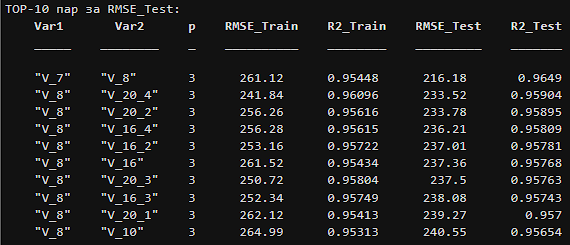 TOP-10 пар за RMSE_Test:
Var1 Var2 p RMSE_Train R2_Train RMSE_Test R2_Test
"V_7" "V_8" 3 261.12 0.95448 216.18 0.9649
"V_8" "V_20_4" 3 241.84 0.96096 233.52 0.95904
"V_8" "V_20_2" 3 256.26 0.95616 233.78 0.95895
"V_8" "V_16_4" 3 256.28 0.95615 236.21 0.95809
"V_8" "V_16_2" 3 253.16 0.95722 237.01 0.95781
"V_8" "V_16" 3 261.52 0.95434 237.36 0.95768
"V_8" "V_20_3" 3 250.72 0.95804 237.5 0.95763
"V_8" "V_16_3" 3 252.34 0.95749 238.08 0.95743
"V_8" "V_20_1" 3 262.12 0.95413 239.27 0.957
"V_8" "V_10" 3 264.99 0.95313 240.55 0.95654